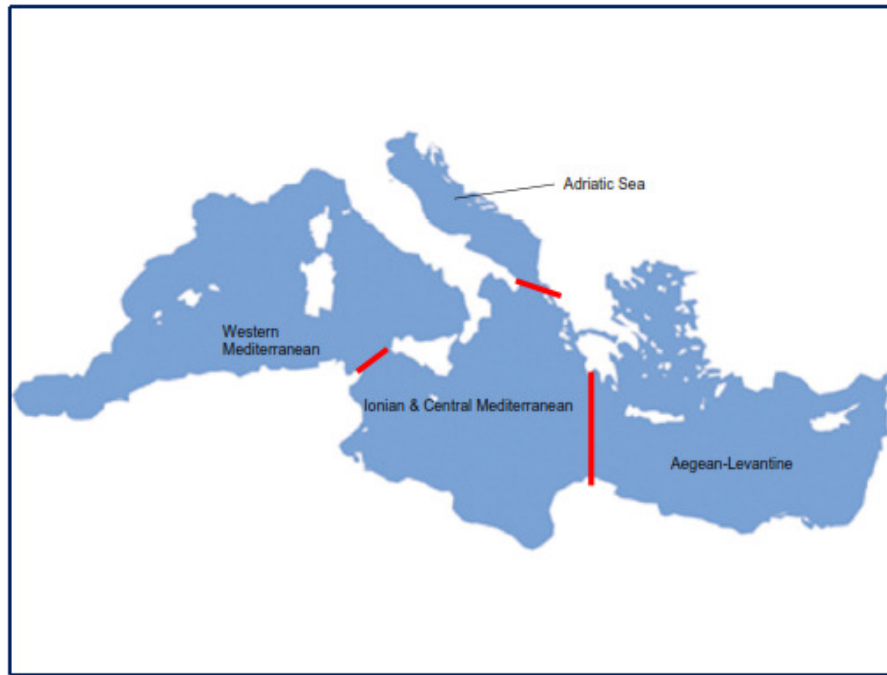 Adriatic Sea
Western
Mediterranean
Ionian & Central Mediterranean
Aegean-Levantine